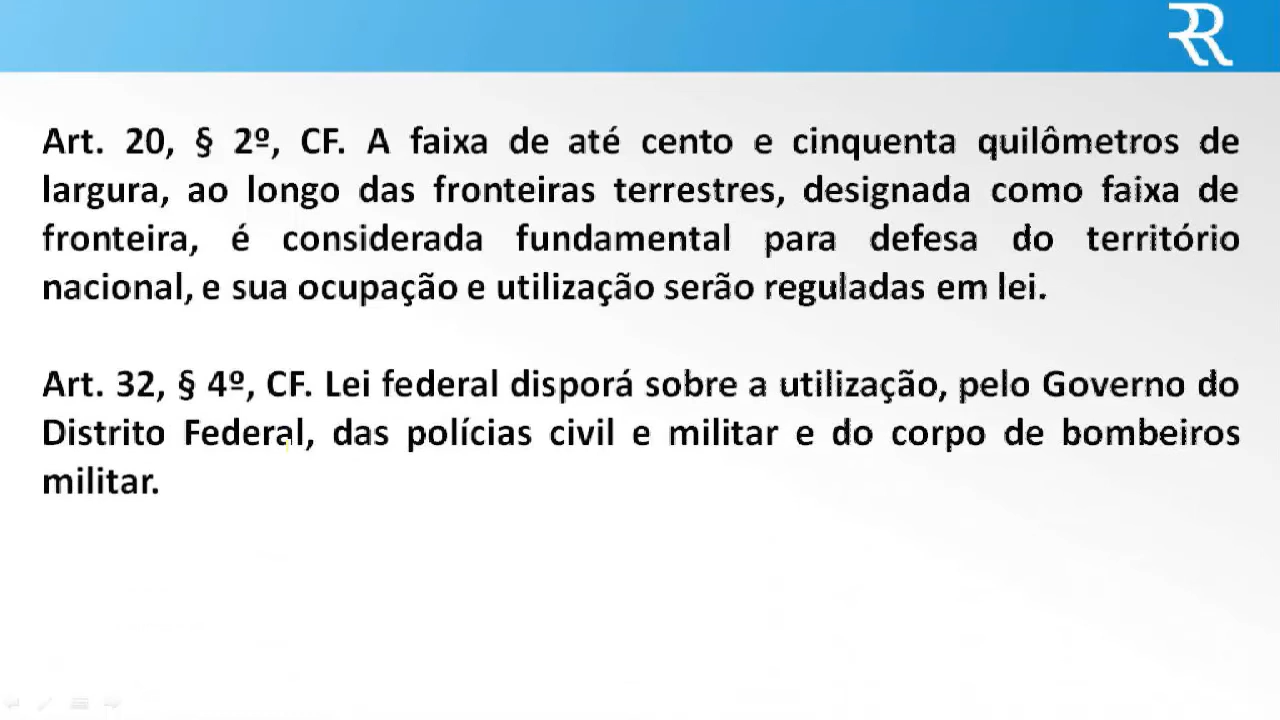 RR
Art. 20, § 2º, CF. A faixa de até cento e cinquenta quilômetros de
largura, ao longo das fronteiras terrestres, designada como faixa de
fronteira, é considerada fundamental para defesa do território
nacional, e sua ocupação e utilização serão reguladas em lei.
Art. 32, § 4º, CF. Lei federal disporá sobre a utilização, pelo Governo do
Distrito Federal, das polícias civil e militar e do corpo de bombeiros
militar.